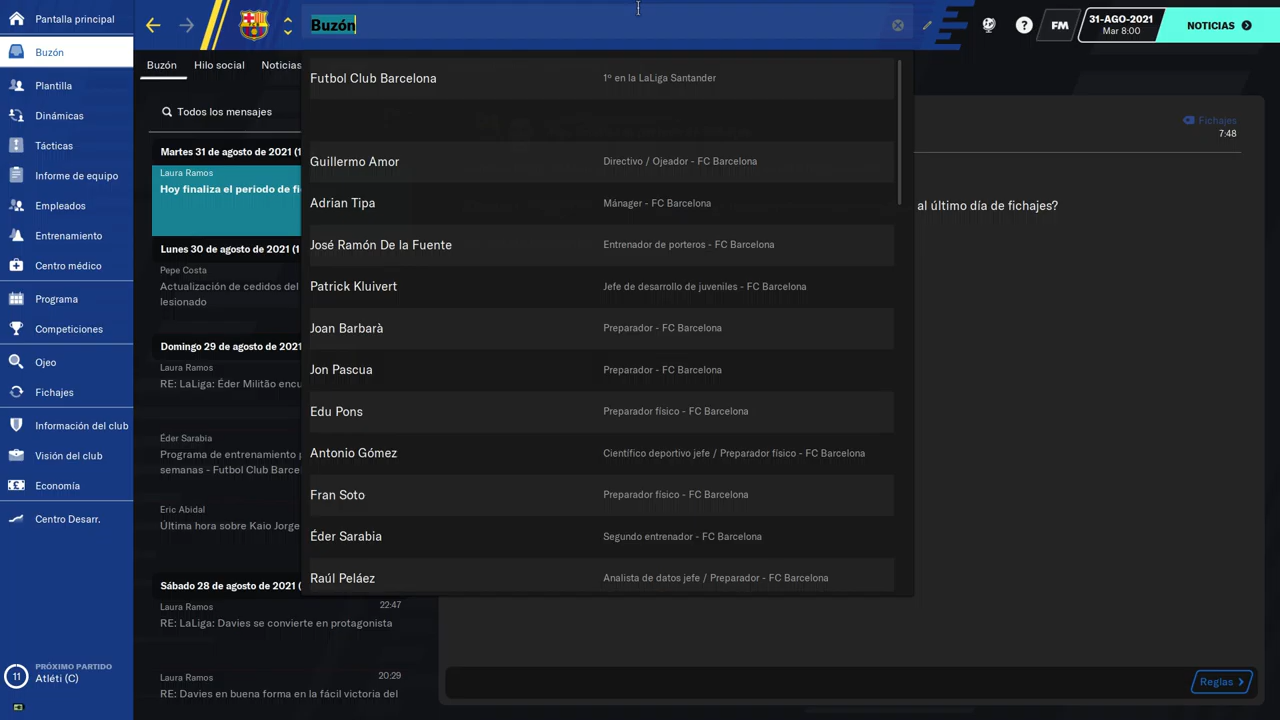 Pantalla principal
Buzón
Plantilla
Dinámicas
Tácticas
Informe de equipo
Empleados
Entrenamiento
Centro médico
Programa
Competiciones
Ojeo
Fichajes
Información del club
Visión del club
Economía
Centro Desarr.
11
PRÓXIMO PARTIDO
Atléti (C)
Buzón
?
FM
31-AGO-2021
Mar 8:00
NOTICIAS
Buzón
Hilo social
Noticias
Todos los mensajes
Martes 31 de agosto de 2021 (1
Laura Ramos
Hoy finaliza el periodo de fi
Lunes 30 de agosto de 2021 (1
Pepe Costa
Actualización de cedidos del
lesionado
Domingo 29 de agosto de 2021
Laura Ramos
RE: LaLiga: Éder Militão encu
Éder Sarabia
Programa de entrenamiento p
semanas - Futbol Club Barce
Eric Abidal
Última hora sobre Kaio Jorge
Sábado 28 de agosto de 2021 (
Laura Ramos
22:47
RE: LaLiga: Davies se convierte en protagonista
Laura Ramos
20:29
RE: Davies en buena forma en la fácil victoria del
Futbol Club Barcelona
1º en la LaLiga Santander
Guillermo Amor
Directivo / Ojeador - FC Barcelona
Adrian Tipa
Mánager - FC Barcelona
José Ramón De la Fuente
Entrenador de porteros - FC Barcelona
Patrick Kluivert
Jefe de desarrollo de juveniles - FC Barcelona
Joan Barbarà
Preparador - FC Barcelona
Jon Pascua
Preparador - FC Barcelona
Edu Pons
Preparador físico - FC Barcelona
Antonio Gómez
Científico deportivo jefe / Preparador físico - FC Barcelona
Fran Soto
Preparador físico - FC Barcelona
Éder Sarabia
Segundo entrenador - FC Barcelona
Raúl Peláez
Analista de datos jefe / Preparador - FC Barcelona
Fichajes
7:48
al último día de fichajes?
Reglas